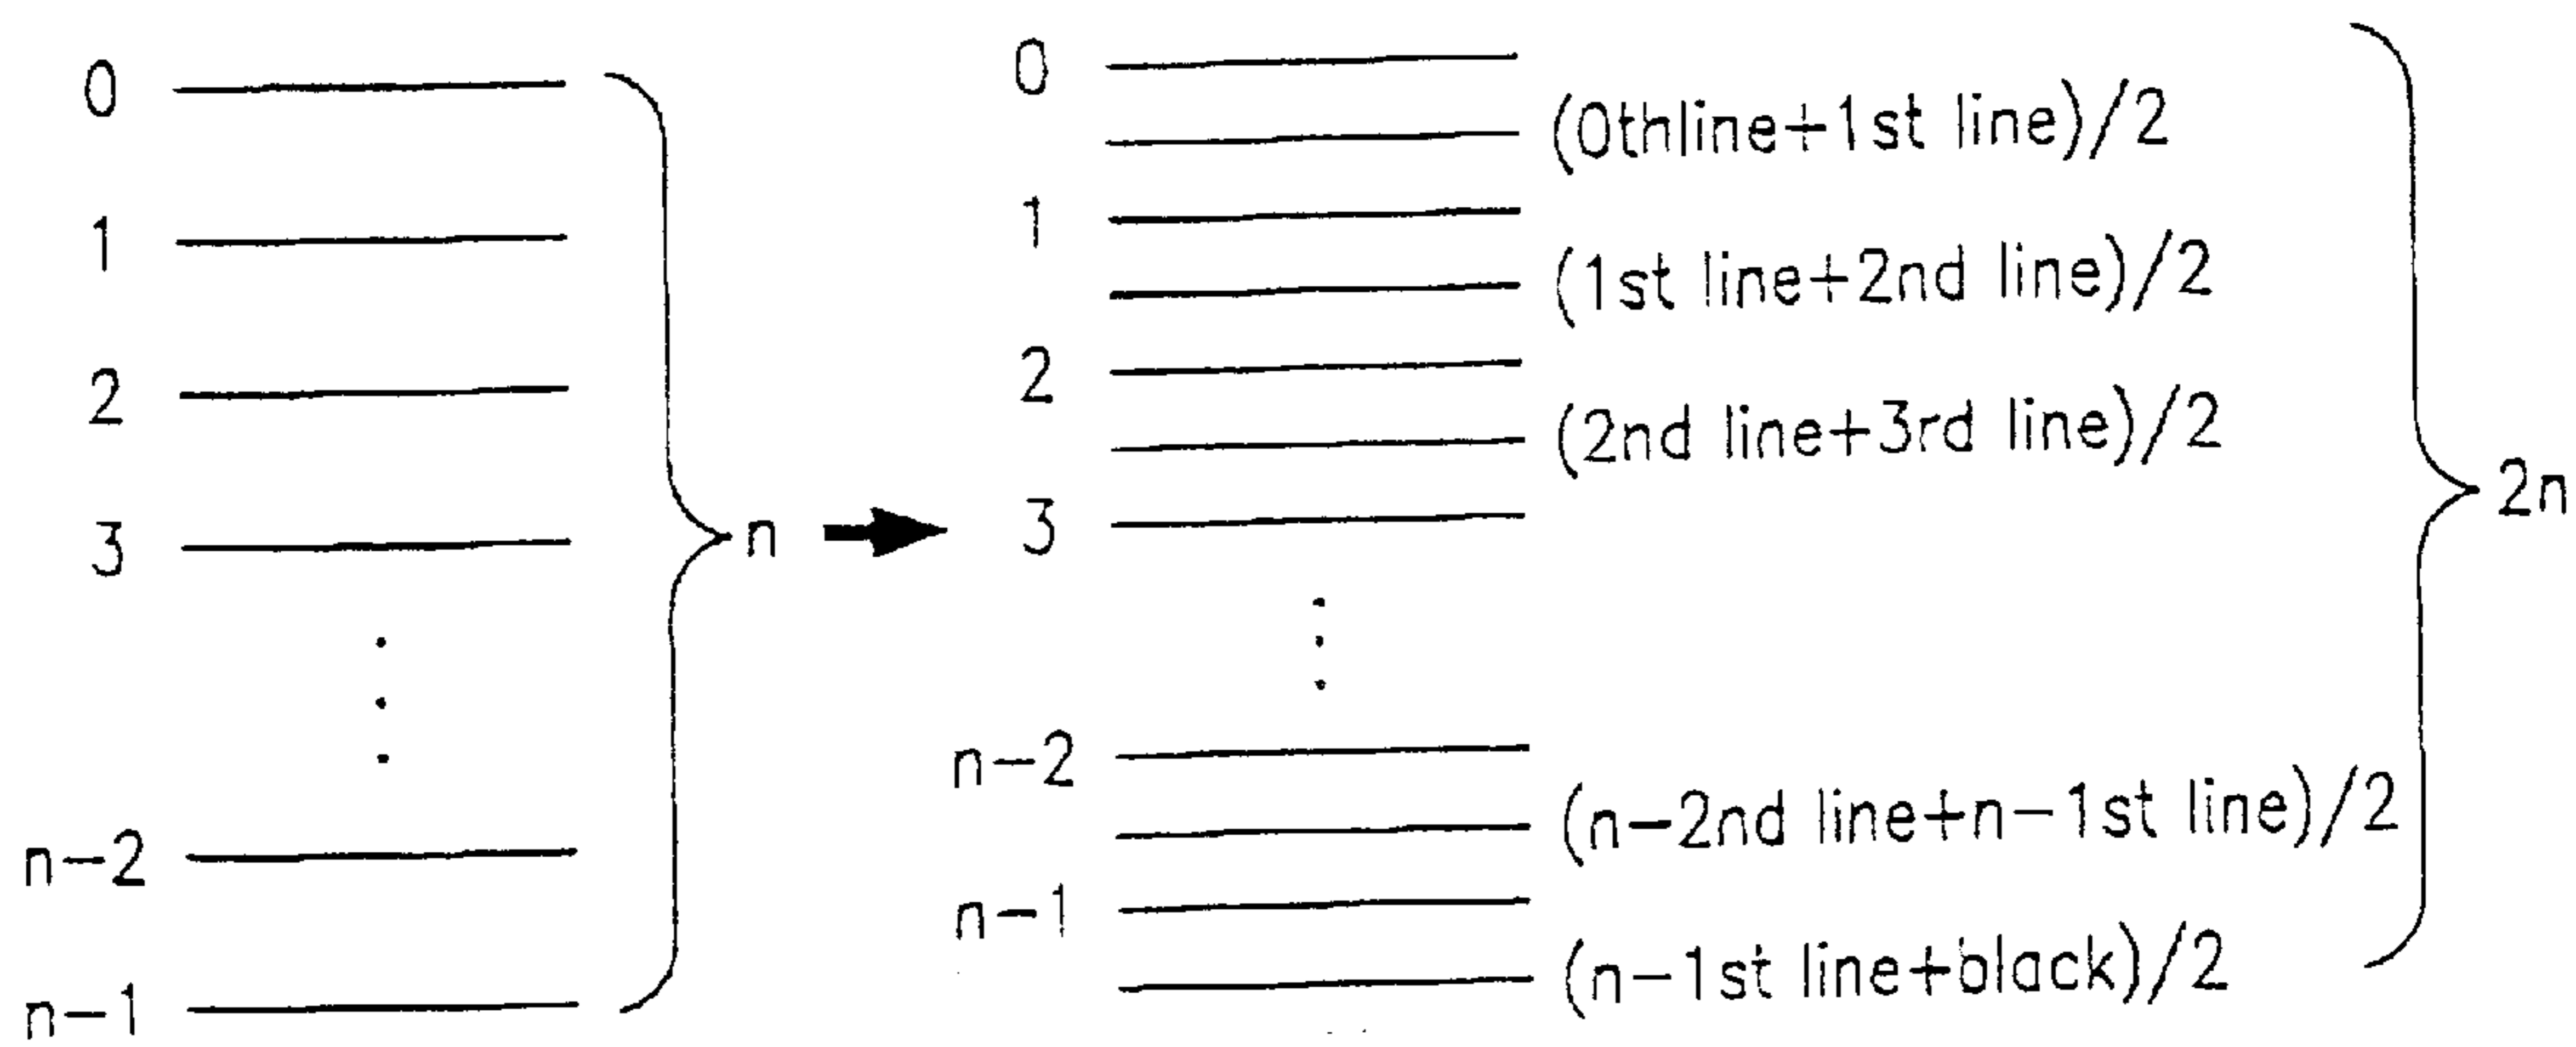 0
1
2
3
n-2
n-1
n
0
(0thline+1st line)/2
1
(1st line+2nd line)/2
2
(2nd line+3rd line)/2
3
n-2
(n-2nd line+n-1st line)/2
n-1
(n-1st line+black)/2
2n